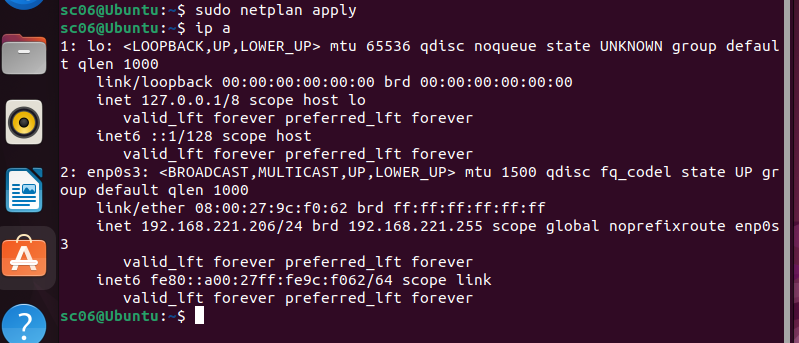 sc06@Ubuntu:~$ sudo netplan apply
sc06@Ubuntu:~$ ip a
1: lo: <LOOPBACK,UP,LOWER_UP> mtu 65536 qdisc noqueue state UNKNOWN group defaul
t qlen 1000
    link/loopback 00:00:00:00:00:00 brd 00:00:00:00:00:00
    inet 127.0.0.1/8 scope host lo
       valid_lft forever preferred_lft forever
    inet6 ::1/128 scope host
       valid_lft forever preferred_lft forever
2: enp0s3: <BROADCAST,MULTICAST,UP,LOWER_UP> mtu 1500 qdisc fq_codel state UP gr
oup default qlen 1000
    link/ether 08:00:27:9c:f0:62 brd ff:ff:ff:ff:ff:ff
    inet 192.168.221.206/24 brd 192.168.221.255 scope global noprefixroute enp0s
3
       valid_lft forever preferred_lft forever
    inet6 fe80::a00:27ff:fe9c:f062/64 scope link
       valid_lft forever preferred_lft forever
sc06@Ubuntu:~$